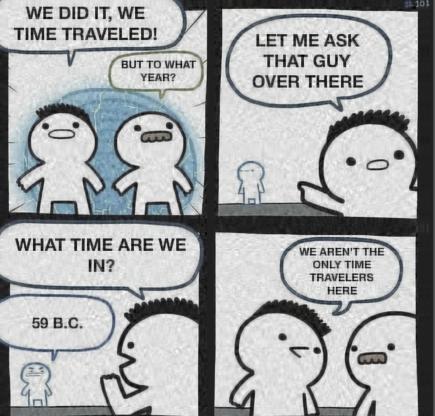 WE DID IT, WE
TIME TRAVELED!
BUT TO WHAT
YEAR?
LET ME ASK
THAT GUY
OVER THERE
WHAT TIME ARE WE
IN?
59 B.C.
WE AREN'T THE
ONLY TIME
TRAVELERS
HERE